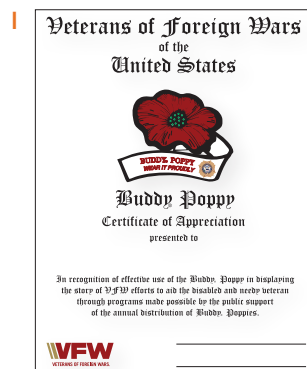 I
Veterans of Foreign Wars
of the
United States
BUDDY® POPPY
WEAR IT PROUDLY
Buddy® Poppy
Certificate of Appreciation
presented to
In recognition of effective use of the Buddy® Poppy in displaying
the story of VFW efforts to aid the disabled and needy veteran
through programs made possible by the public support
of the annual distribution of Buddy® Poppies.
VFW
VETERANS OF FOREIGN WARS